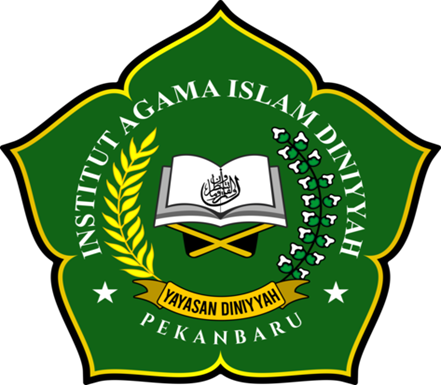 INSTITUT AGAMA ISLAM DINIYYAH
YAYASAN DINIYYAH
PEKANBARU